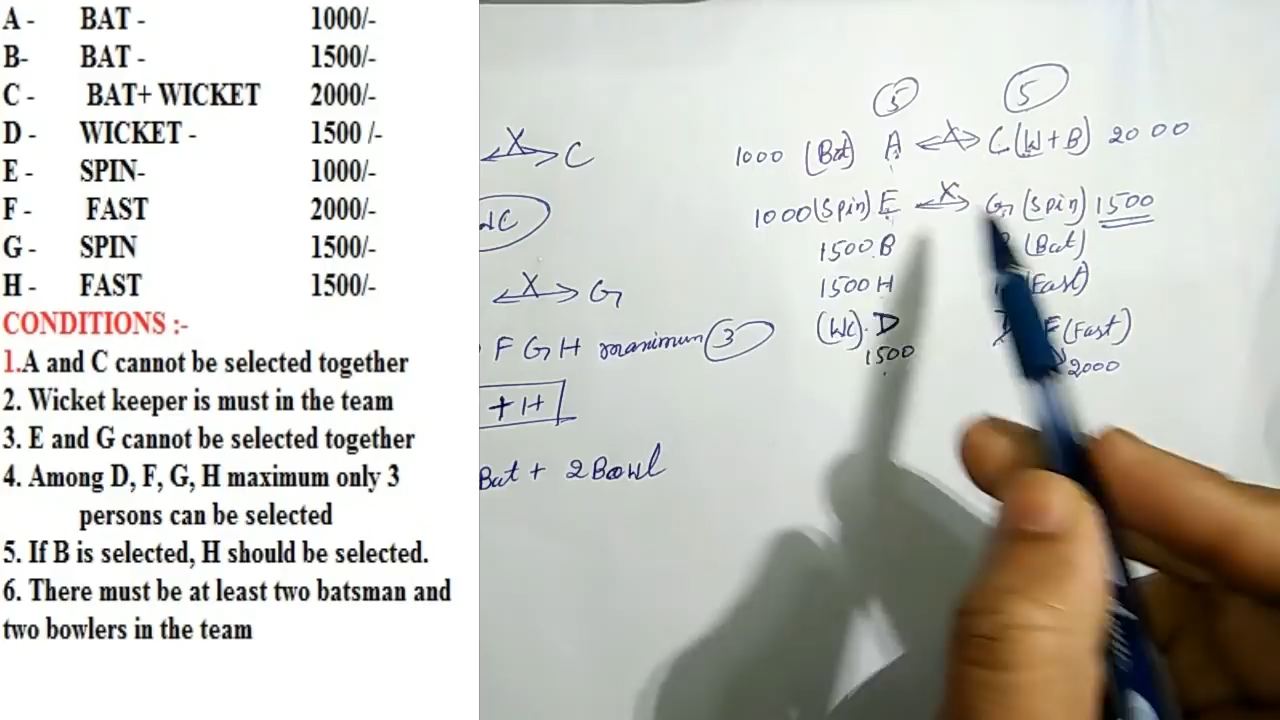 A - BAT - 1000/-
B- BAT - 1500/-
C - BAT+ WICKET 2000/-
D - WICKET - 1500 /-
E - SPIN- 1000/-
F - FAST 2000/-
G - SPIN 1500/-
H - FAST 1500/-
CONDITIONS :-
1.A and C cannot be selected together
2. Wicket keeper is must in the team
3. E and G cannot be selected together
4. Among D, F, G, H maximum only 3
persons can be selected
5. If B is selected, H should be selected.
6. There must be at least two batsman and
two bowlers in the team
X C
X G
F G H maximum 3
+ H
Bat + 2 Bowl
5 5
1000 (Bat) A X C (W+B) 2000
1000 (Spin) E X G (Spin) 1500
1500 B (Bat)
1500 H (Fast)
(WC). D F (Fast)
1500 2000